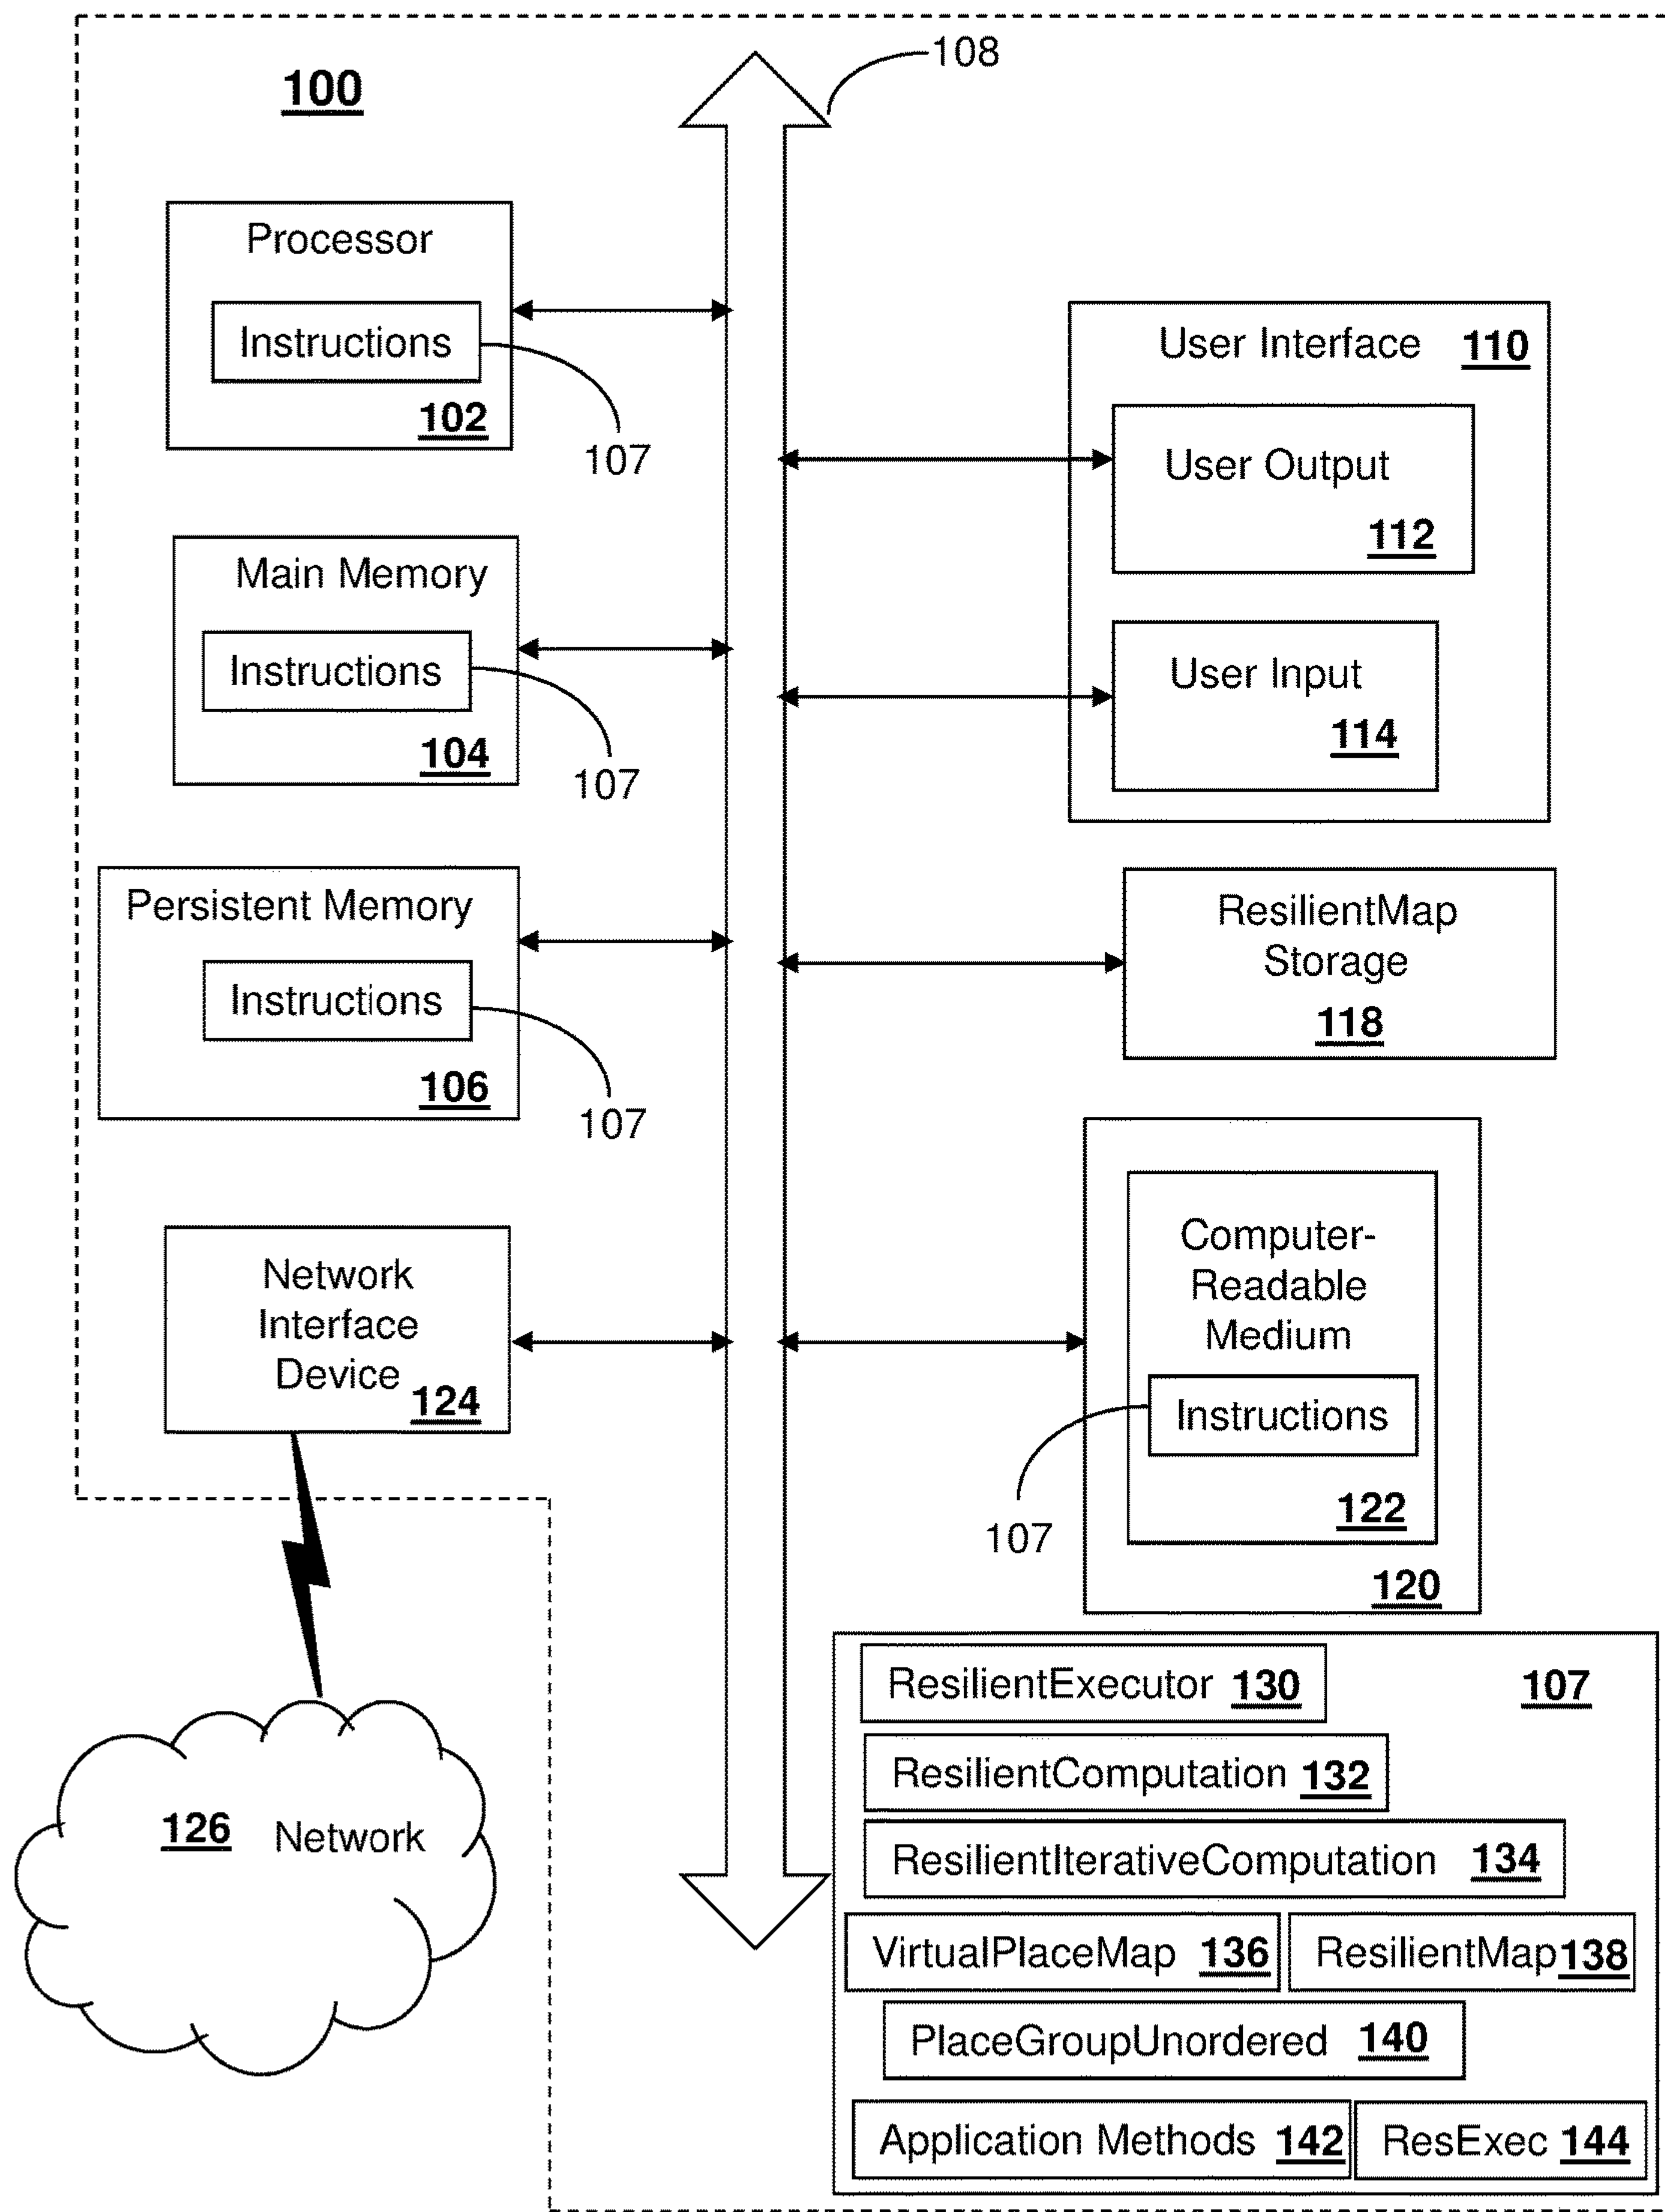 108
100
Processor
Instructions
102
107
Main Memory
Instructions
104
107
Persistent Memory
Instructions
106
107
Network
Interface
Device
124
126 Network
User Interface 110
User Output
112
User Input
114
ResilientMap
Storage
118
Computer-
Readable
Medium
Instructions
107
122
120
ResilientExecutor 130
107
ResilientComputation 132
ResilientIterativeComputation 134
VirtualPlaceMap 136
ResilientMap 138
PlaceGroupUnordered 140
Application Methods 142
ResExec 144